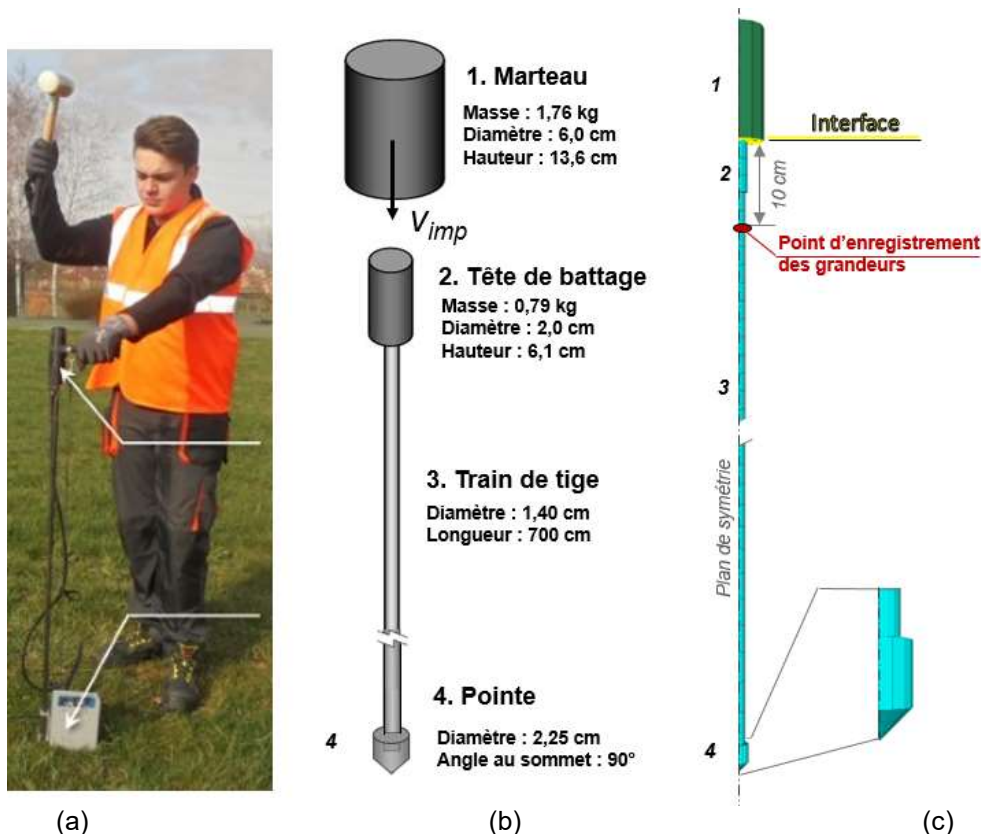 1. Marteau
Masse : 1,76 kg
Diamètre : 6,0 cm
Hauteur : 13,6 cm
Vimp
2. Tête de battage
Masse : 0,79 kg
Diamètre : 2,0 cm
Hauteur : 6,1 cm
3. Train de tige
Diamètre : 1,40 cm
Longueur : 700 cm
4. Pointe
4
Diamètre : 2,25 cm
Angle au sommet : 90°
1
Interface
2
10 cm
Point d'enregistrement
des grandeurs
3
Plan de symétrie
4
(a)
(b)
(c)